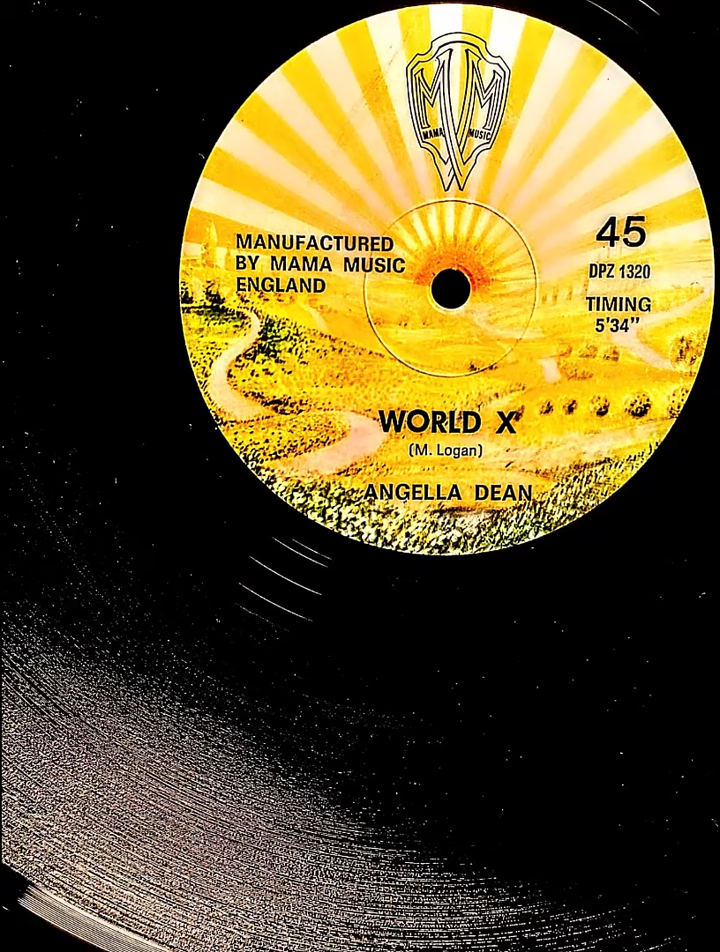 MAMA MUSIC
MANUFACTURED
BY MAMA MUSIC
ENGLAND
45
DPZ 1320
TIMING
5'34"
WORLD X
(M. Logan)
ANGELLA DEAN